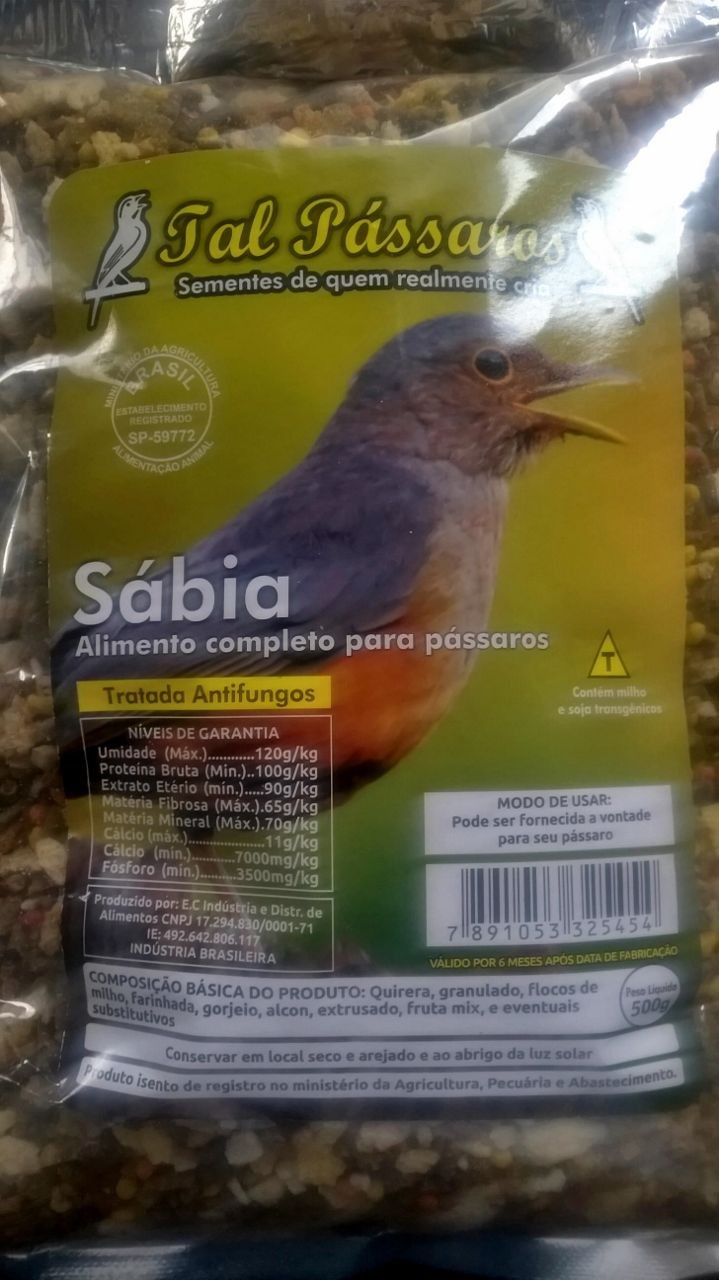 Tal Pássaros
Sementes de quem realmente cria
MINISTÉRIO DA AGRICULTURA
BRASIL
ESTABELECIMENTO
REGISTRADO
SP-59772
ALIMENTAÇÃO ANIMAL
Sábia
Alimento completo para pássaros
Tratada Antifungos
T
Contém milho
e soja transgênicos
NÍVEIS DE GARANTIA
Umidade (Máx.)............120g/kg
Proteína Bruta (Min.)..100g/kg
Extrato Etério (min.).....90g/kg
Matéria Fibrosa (Máx.).65g/kg
Matéria Mineral (Máx.).70g/kg
Cálcio (máx.)....................11g/kg
Cálcio (min.)...........7000mg/kg
Fósforo (min.).........3500mg/kg
MODO DE USAR:
Pode ser fornecida a vontade
para seu pássaro
7 891053 325454
VÁLIDO POR 6 MESES APÓS DATA DE FABRICAÇÃO
Produzido por: E.C Indústria e Distr. de
Alimentos CNPJ 17.294.830/0001-71
IE: 492.642.806.117
INDÚSTRIA BRASILEIRA
COMPOSIÇÃO BÁSICA DO PRODUTO: Quirera, granulado, flocos de
milho, farinhada, gorjeio, alcon, extrusado, fruta mix, e eventuais
substitutivos
Peso Líquido
500g
Conservar em local seco e arejado e ao abrigo da luz solar
Produto isento de registro no ministério da Agricultura, Pecuária e Abastecimento.